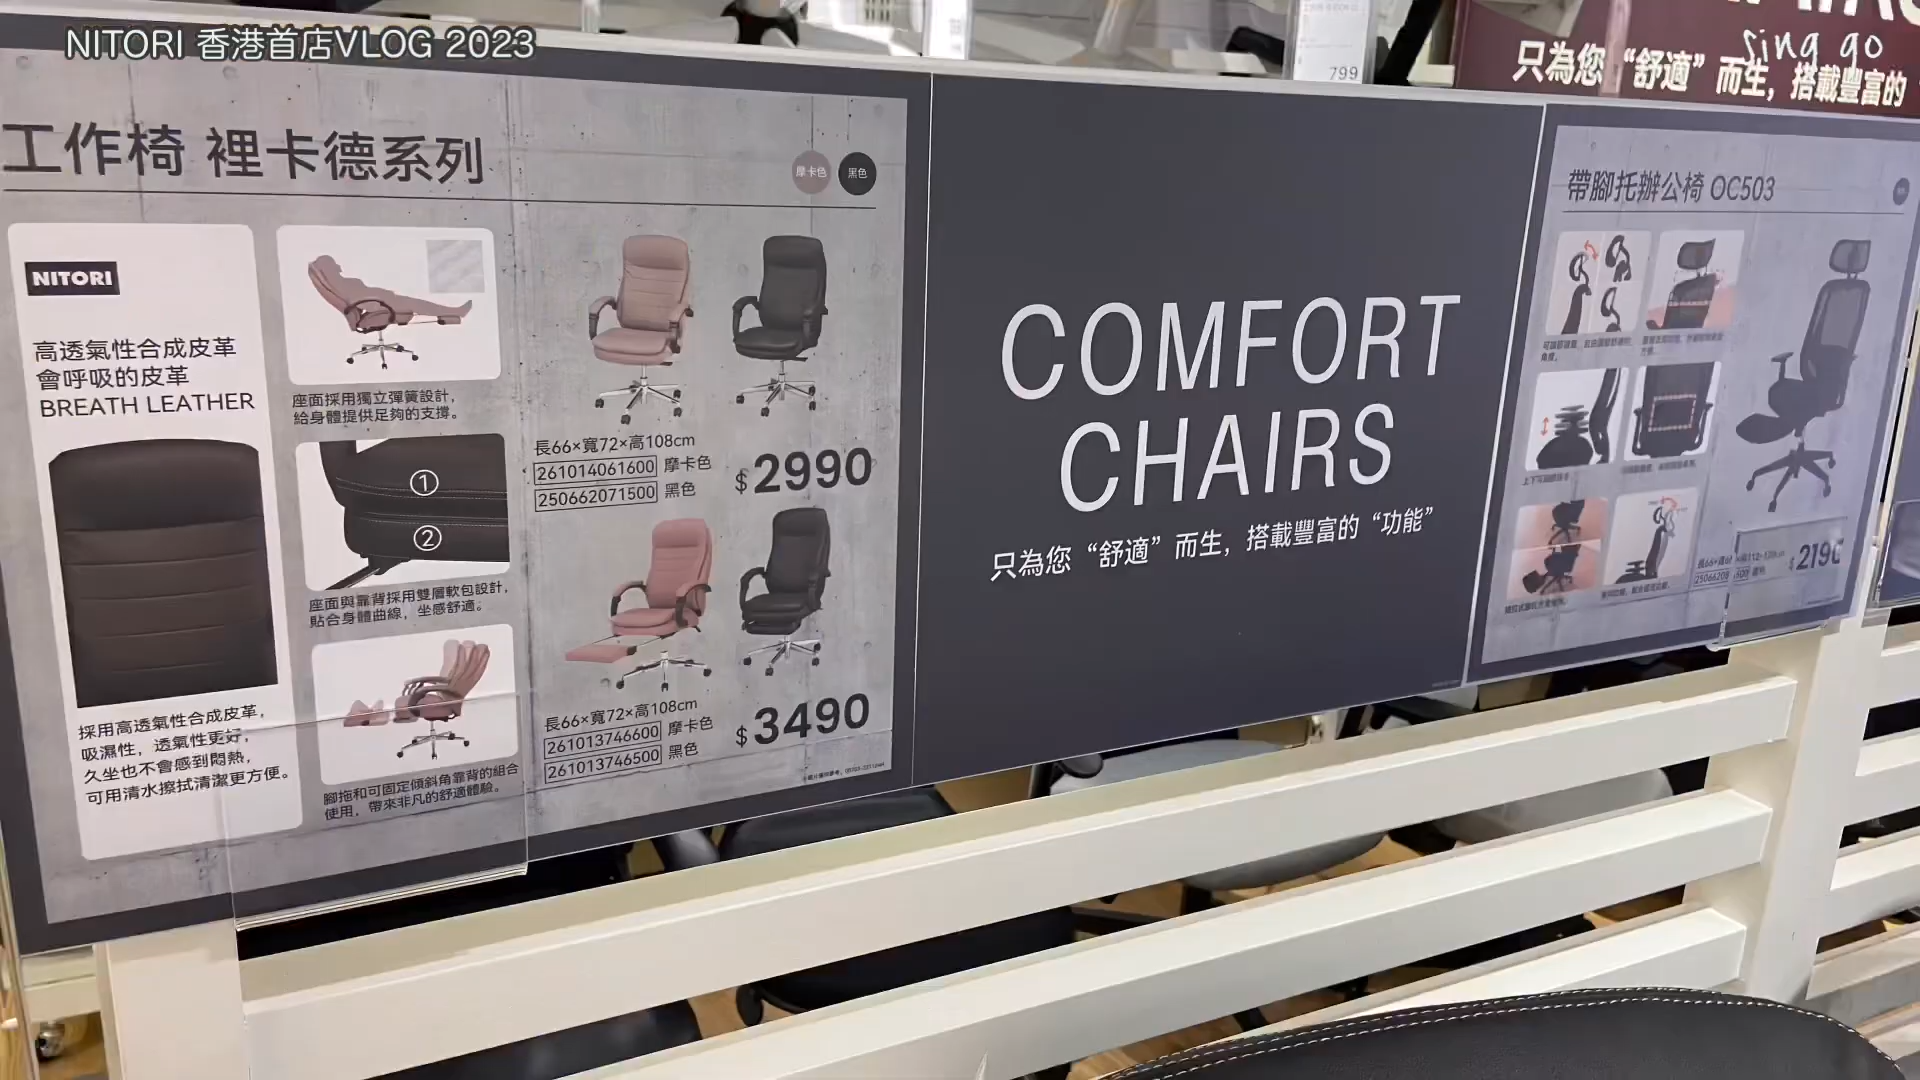 NITORI 香港首店VLOG 2023
sing go
799
只為您“舒適”而生，搭載豐富的
工作椅 裡卡德系列
摩卡色
黑色
NITORI
高透氣性合成皮革
會呼吸的皮革
BREATH LEATHER
採用高透氣性合成皮革，
吸濕性，透氣性更好，
久坐也不會感到悶熱，
可用清水擦拭清潔更方便。
座面採用獨立彈簧設計，
給身體提供足夠的支撐。
①
②
座面與靠背採用雙層軟包設計，
貼合身體曲線，坐感舒適。
腳拖和可固定傾斜角靠背的組合
使用，帶來非凡的舒適體驗。
長66×寬72×高108cm
261014061600 摩卡色
250662071500 黑色
$2990
長66×寬72×高108cm
261013746600 摩卡色
261013746500 黑色
$3490
COMFORT
CHAIRS
只為您“舒適”而生，搭載豐富的“功能”
帶腳托辦公椅 OC503
$2190